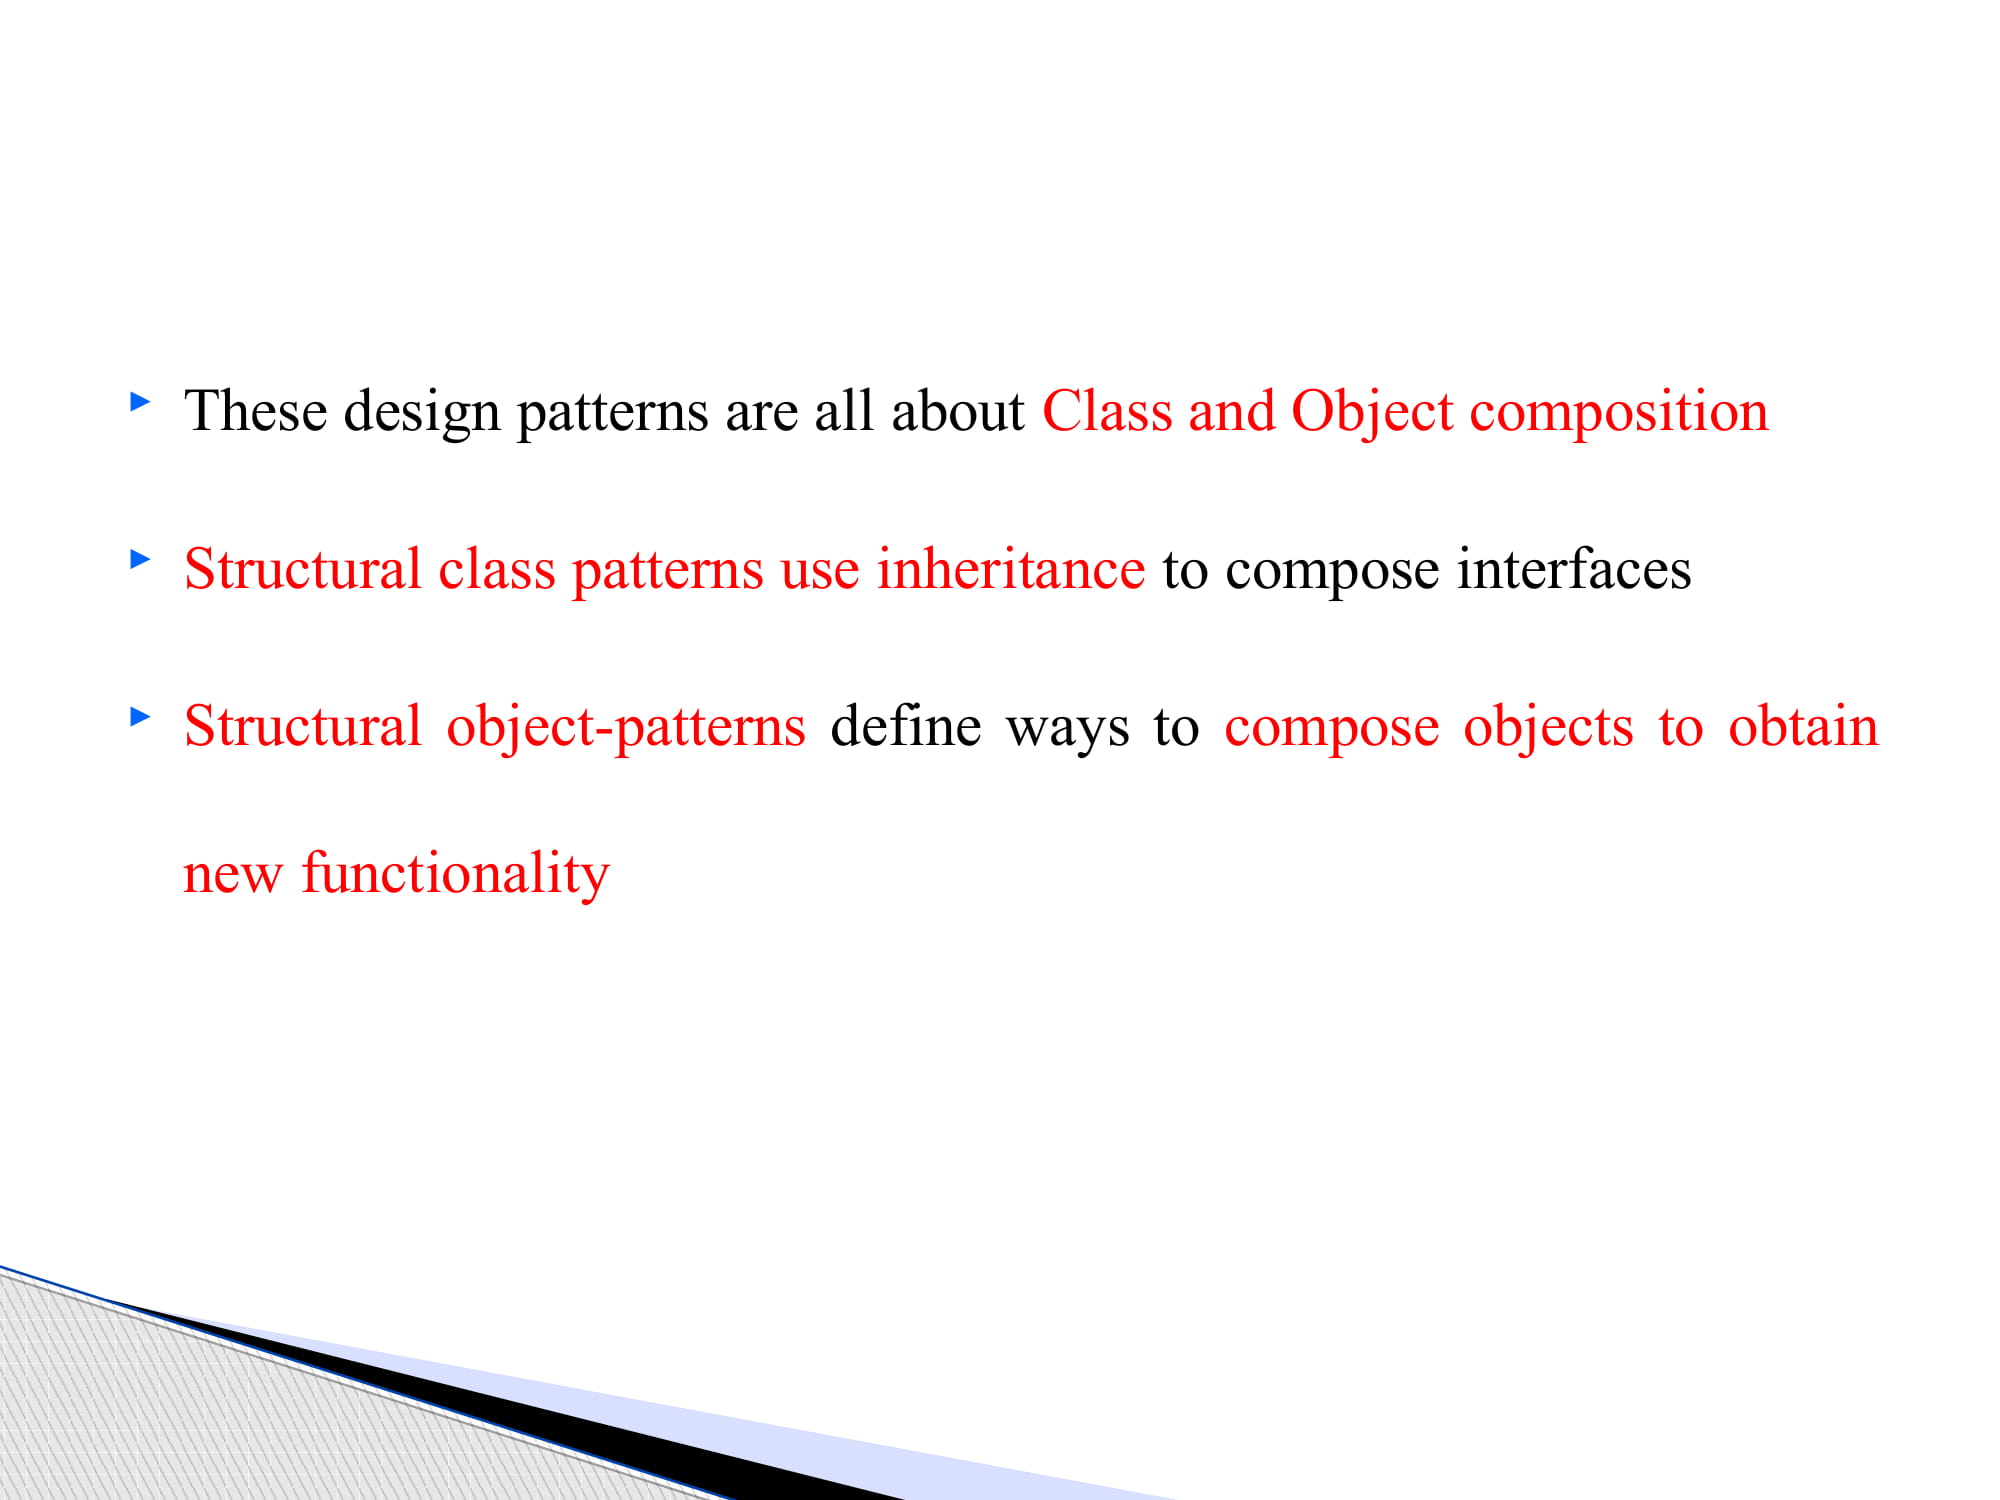 These design patterns are all about Class and Object composition
Structural class patterns use inheritance to compose interfaces
Structural object-patterns define ways to compose objects to obtain
new functionality